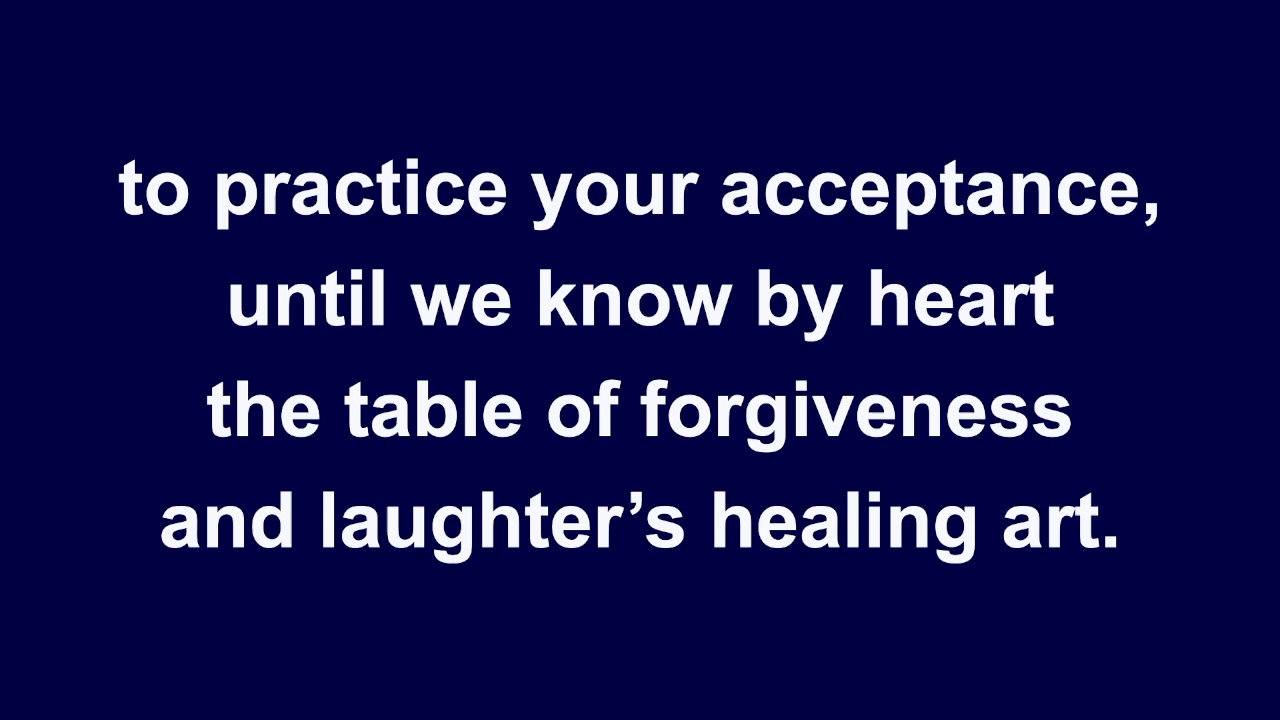 to practice your acceptance,
until we know by heart
the table of forgiveness
and laughter’s healing art.